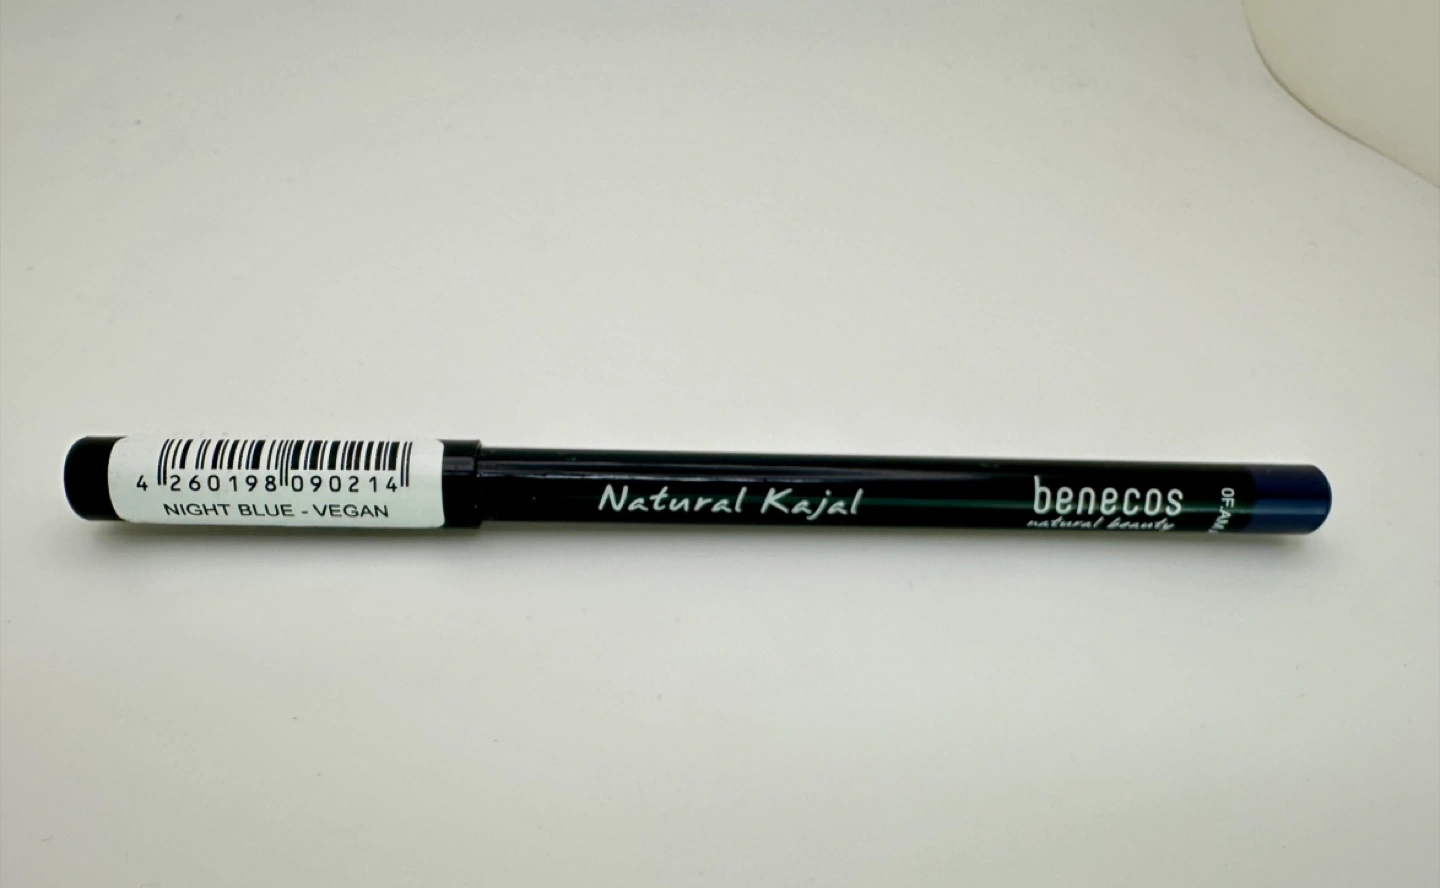 4 260198 090214
NIGHT BLUE - VEGAN
Natural Kajal
benecos
natural beauty